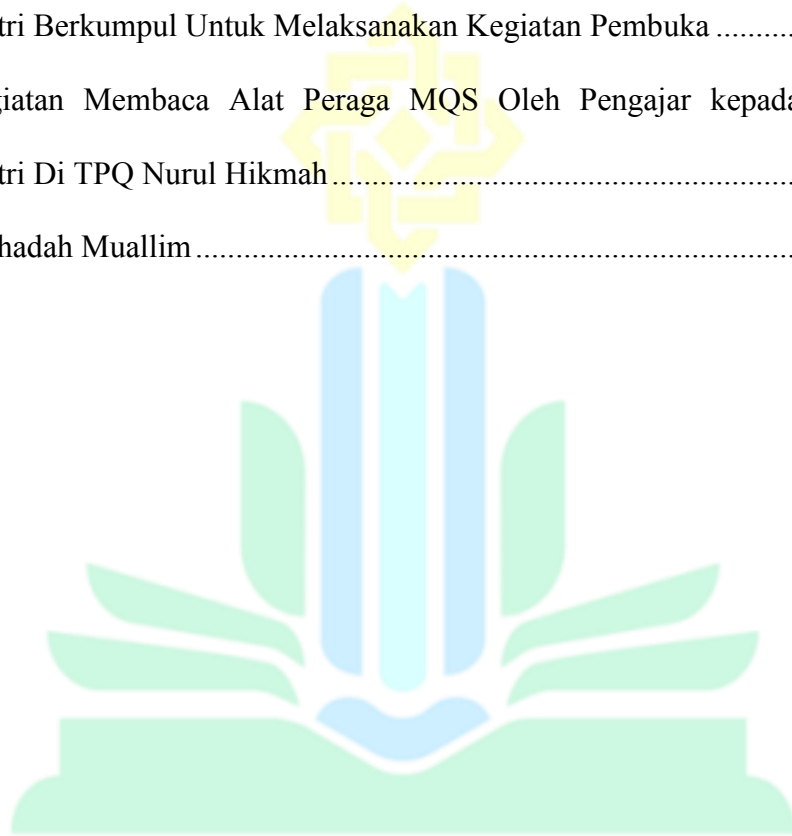 tri Berkumpul Untuk Melaksanakan Kegiatan Pembuka ..........
giatan Membaca Alat Peraga MQS Oleh Pengajar kepada
tri Di TPQ Nurul Hikmah ..........................................................
hadah Muallim ...........................................................................